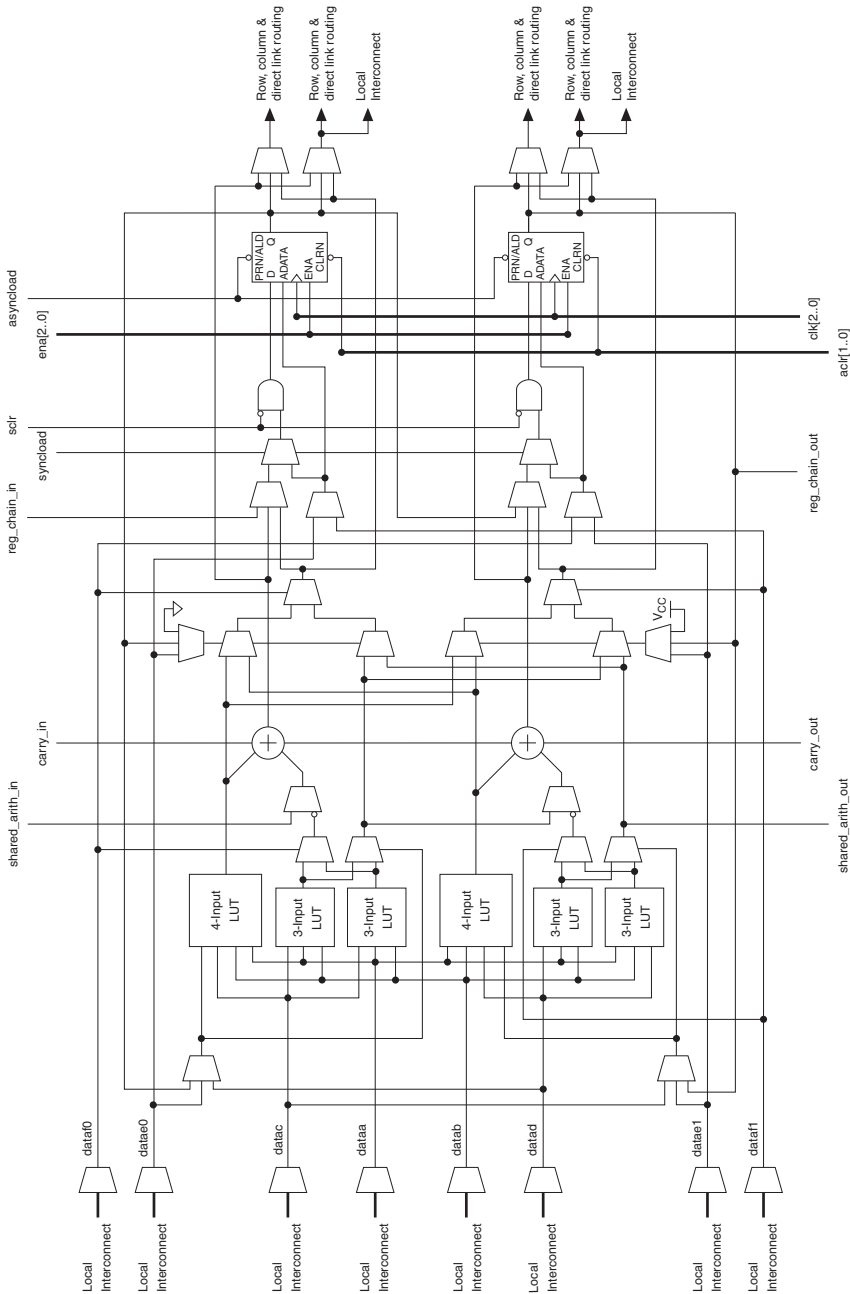 Row, column &
direct link routing
Row, column &
direct link routing
Local
Interconnect
Row, column &
direct link routing
Row, column &
direct link routing
Local
Interconnect
asyncload
ena[2..0]
sclr
syncload
reg_chain_in
carry_in
shared_arith_in
PRN/ALD
D Q
ADATA
ENA
CLRN
PRN/ALD
D Q
ADATA
ENA
CLRN
clk[2..0]
aclr[1..0]
reg_chain_out
VCC
+
+
carry_out
shared_arith_out
4-Input
LUT
3-Input
LUT
3-Input
LUT
4-Input
LUT
3-Input
LUT
3-Input
LUT
dataf0
datae0
datac
dataa
datab
datad
datae1
dataf1
Local
Interconnect
Local
Interconnect
Local
Interconnect
Local
Interconnect
Local
Interconnect
Local
Interconnect
Local
Interconnect
Local
Interconnect